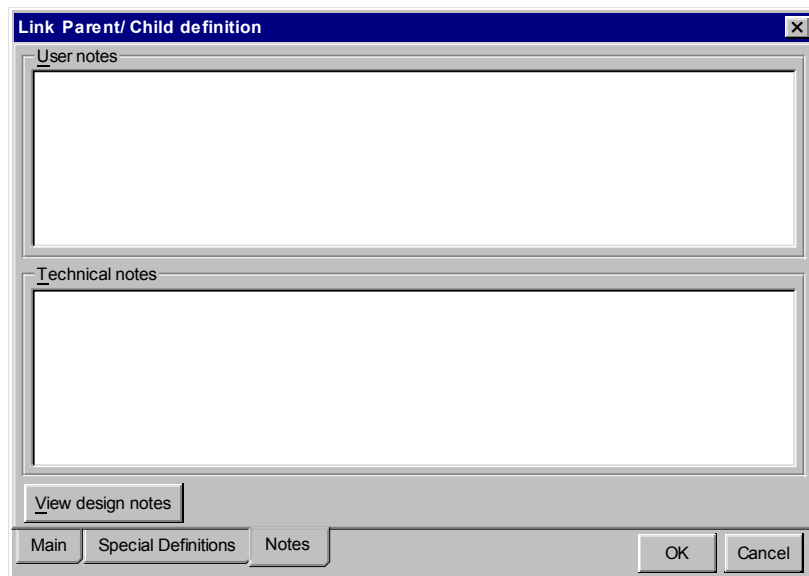 Link Parent/ Child definition
User notes
Technical notes
View design notes
Main Special Definitions Notes
OK Cancel